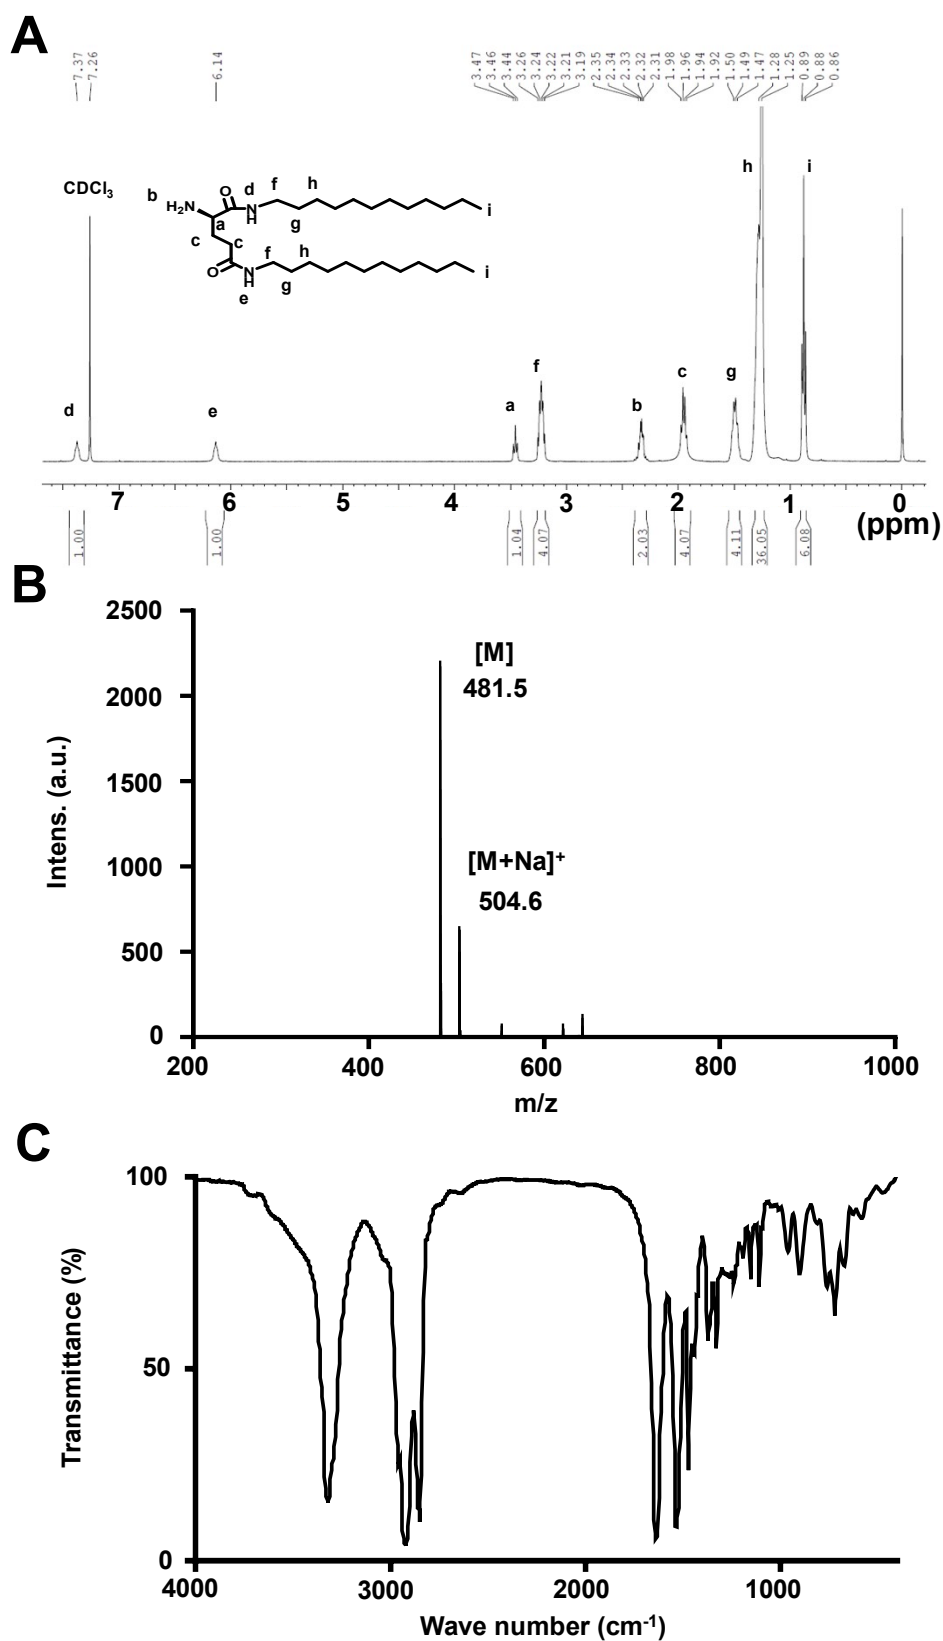 A
7.37
7.26
6.14
3.47
3.46
3.44
3.26
3.24
3.22
3.21
3.19
2.35
2.34
2.33
2.32
2.31
1.98
1.96
1.94
1.92
1.50
1.49
1.47
1.28
1.25
0.89
0.88
0.86
h
i
CDCl3
b
O
d
f
h
H2N
N
H
i
a
g
c
c
f
h
O
N
H
i
e
g
f
d
e
a
b
c
g
7 6 5 4 3 2 1 0
(ppm)
1.00
1.00
1.04
4.07
2.03
4.07
4.11
36.05
6.08
B
2500
2000
1500
1000
500
0
Intens. (a.u.)
[M]
481.5
[M+Na]+
504.6
200 400 600 800 1000
m/z
C
100
50
0
Transmittance (%)
4000 3000 2000 1000
Wave number (cm-1)